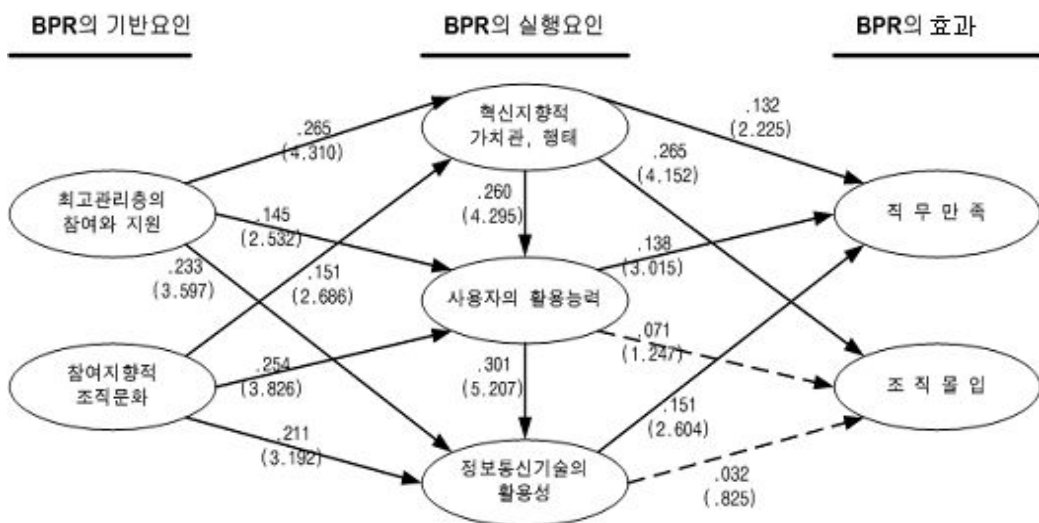 BPR의 기반요인
BPR의 실행요인
BPR의 효과
혁신지향적
가치관, 행태
.132
(2.225)
.265
(4.310)
.265
(4.152)
최고관리층의
참여와 지원
.260
(4.295)
직 무 만 족
.145
(2.532)
.138
(3.015)
.233
(3.597)
.151
(2.686)
사용자의 활용능력
.071
(1.247)
참여지향적
조직문화
.254
(3.826)
.301
(5.207)
조 직 몰 입
.151
(2.604)
.211
(3.192)
정보통신기술의
활용성
.032
(.825)